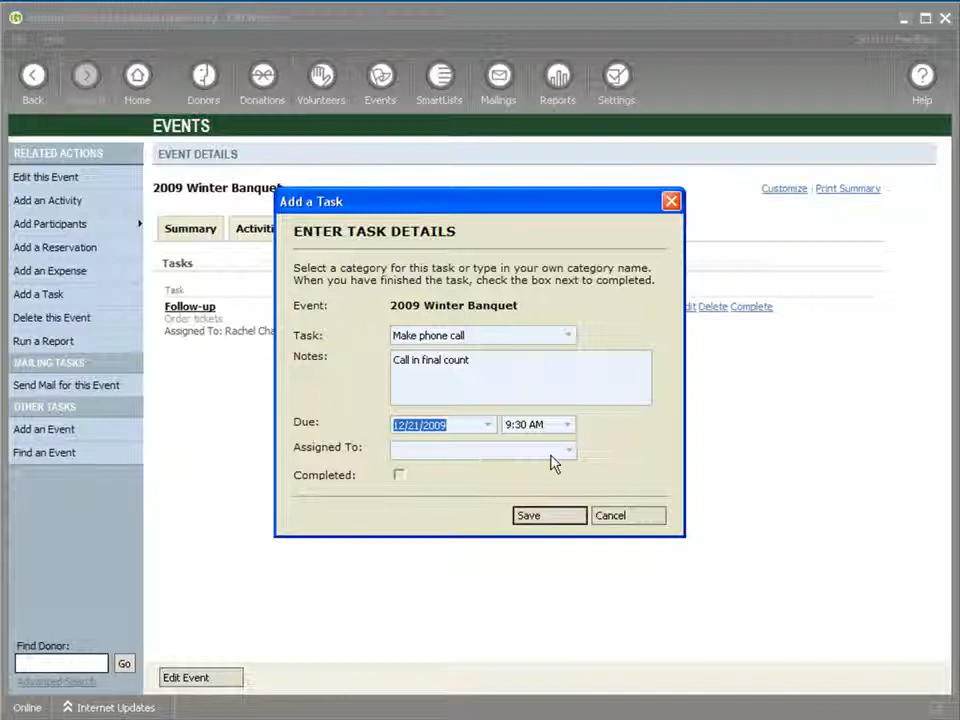 Back
Home
Donors
Donations
Volunteers
Events
SmartLists
Mailings
Reports
Settings
Help
EVENTS
RELATED ACTIONS
Edit this Event
Add an Activity
Add Participants
Add a Reservation
Add an Expense
Add a Task
Delete this Event
Run a Report
MAILING TASKS
Send Mail for this Event
OTHER TASKS
Add an Event
Find an Event
Find Donor:
Go
Advanced Search
EVENT DETAILS
2009 Winter Banquet
Customize Print Summary
Summary
Tasks
Task
Follow-up
Order tickets
Assigned To: Rachel
Delete Complete
Add a Task
ENTER TASK DETAILS
Select a category for this task or type in your own category name.
When you have finished the task, check the box next to completed.
Event: 2009 Winter Banquet
Task: Make phone call
Notes: Call in final count
Due: 12/21/2009 9:30 AM
Assigned To:
Completed:
Save Cancel
Edit Event
Online Internet Updates